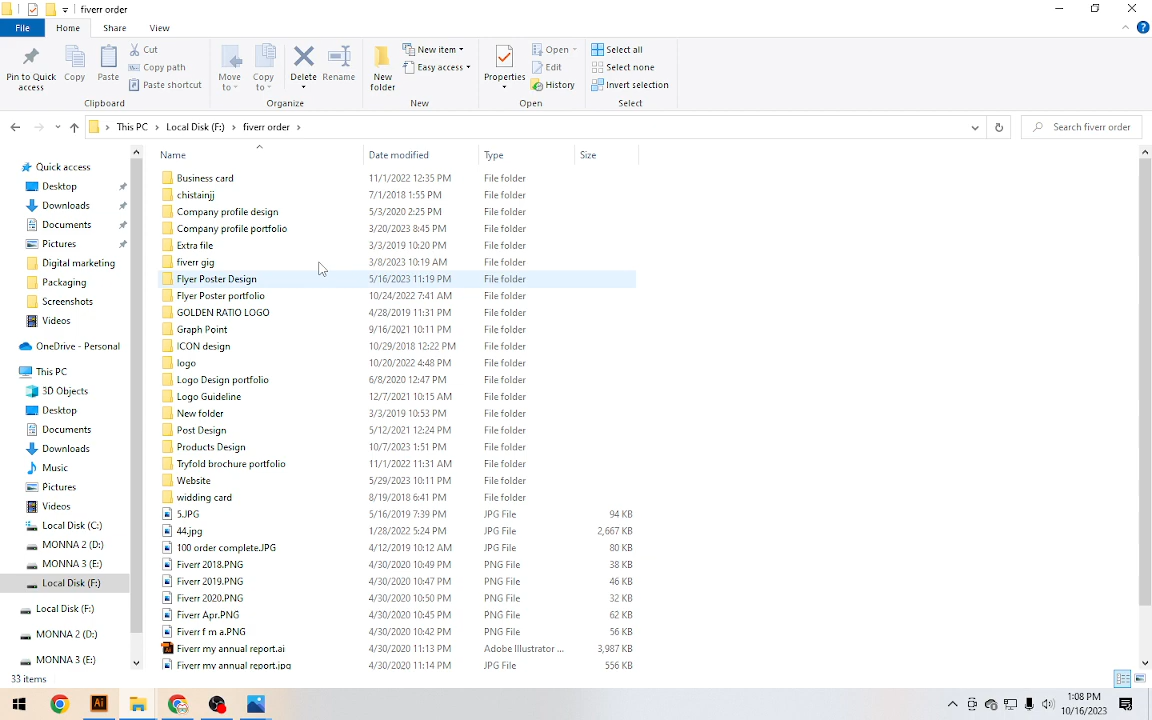 fiverr order
File Home Share View
Pin to Quick access
Copy
Paste
Cut
Copy path
Paste shortcut
Clipboard
Move to
Copy to
Delete
Rename
Organize
New folder
New item
Easy access
New
Properties
Open
Edit
History
Open
Select all
Select none
Invert selection
Select
This PC > Local Disk (F:) > fiverr order >
Search fiverr order
Quick access
Desktop
Downloads
Documents
Pictures
Digital marketing
Packaging
Screenshots
Videos
OneDrive - Personal
This PC
3D Objects
Desktop
Documents
Downloads
Music
Pictures
Videos
Local Disk (C:)
MONNA 2 (D:)
MONNA 3 (E:)
Local Disk (F:)
Local Disk (F:)
MONNA 2 (D:)
MONNA 3 (E:)
Name Date modified Type Size
Business card 11/1/2022 12:35 PM File folder
chistainjj 7/1/2018 1:55 PM File folder
Company profile design 5/3/2020 2:25 PM File folder
Company profile portfolio 3/20/2023 8:45 PM File folder
Extra file 3/3/2019 10:20 PM File folder
fiverr gig 3/8/2023 10:19 AM File folder
Flyer Poster Design 5/16/2023 11:19 PM File folder
Flyer Poster portfolio 10/24/2022 7:41 AM File folder
GOLDEN RATIO LOGO 4/28/2019 11:31 PM File folder
Graph Point 9/16/2021 10:11 PM File folder
ICON design 10/29/2018 12:22 PM File folder
logo 10/20/2022 4:48 PM File folder
Logo Design portfolio 6/8/2020 12:47 PM File folder
Logo Guideline 12/7/2021 10:15 AM File folder
New folder 3/3/2019 10:53 PM File folder
Post Design 5/12/2021 12:24 PM File folder
Products Design 10/7/2023 1:51 PM File folder
Tryfold brochure portfolio 11/1/2022 11:31 AM File folder
Website 5/29/2023 10:11 PM File folder
widding card 8/19/2018 6:41 PM File folder
5.JPG 5/16/2019 7:39 PM JPG File 94 KB
44.jpg 1/28/2022 5:24 PM JPG File 2,667 KB
100 order complete.JPG 4/12/2019 10:12 AM JPG File 80 KB
Fiverr 2018.PNG 4/30/2020 10:49 PM PNG File 38 KB
Fiverr 2019.PNG 4/30/2020 10:47 PM PNG File 46 KB
Fiverr 2020.PNG 4/30/2020 10:50 PM PNG File 32 KB
Fiverr Apr.PNG 4/30/2020 10:45 PM PNG File 62 KB
Fiverr f m a.PNG 4/30/2020 10:42 PM PNG File 56 KB
Fiverr my annual report.ai 4/30/2020 11:13 PM Adobe Illustrator ... 3,987 KB
Fiverr my annual report.jpg 4/30/2020 11:14 PM JPG File 556 KB
33 items
Ai
1:08 PM
10/16/2023